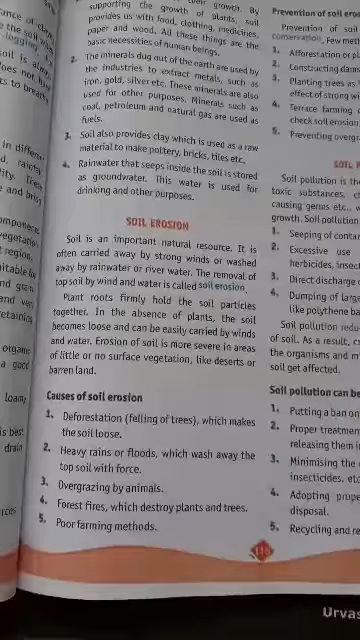 their growth. By
supporting the growth of plants, soil
provides us with food, clothing, medicines,
paper and wood. All these things are the
basic necessities of human beings.
2. The minerals dug out of the earth are used by
the industries to extract metals, such as
iron, gold, silver etc. These minerals are also
used for other purposes. Minerals such as
coal, petroleum and natural gas are used as
fuels.
3. Soil also provides clay which is used as a raw
material to make pottery, bricks, tiles etc.
4. Rainwater that seeps inside the soil is stored
as groundwater. This water is used for
drinking and other purposes.
SOIL EROSION
Soil is an important natural resource. It is
often carried away by strong winds or washed
away by rainwater or river water. The removal of
top soil by wind and water is called soil erosion.
Plant roots firmly hold the soil particles
together. In the absence of plants, the soil
becomes loose and can be easily carried by winds
and water. Erosion of soil is more severe in areas
of little or no surface vegetation, like deserts or
barren land.
Causes of soil erosion
1. Deforestation (felling of trees), which makes
the soil loose.
2. Heavy rains or floods, which wash away the
top soil with force.
3. Overgrazing by animals.
4. Forest fires, which destroy plants and trees.
5. Poor farming methods.
Prevention of soil ero
Prevention of soil
conservation. Few met
1. Afforestation or pl
2. Constructing dams
3. Planting trees as
effect of strong wi
4. Terrace farming
check soil erosion
5. Preventing overgr
SOIL P
Soil pollution is the
toxic substances, c
causing germs etc.
growth. Soil pollution
1. Seeping of contar
2. Excessive use
herbicides, insect
3. Direct discharge
4. Dumping of large
like polythene ba
Soil pollution redu
of soil. As a result, c
the organisms and m
soil get affected.
Soil pollution can be
1. Putting a ban on
2. Proper treatmen
releasing them i
3. Minimising the
insecticides. etc
4. Adopting prope
disposal.
5. Recycling and re
Urvas